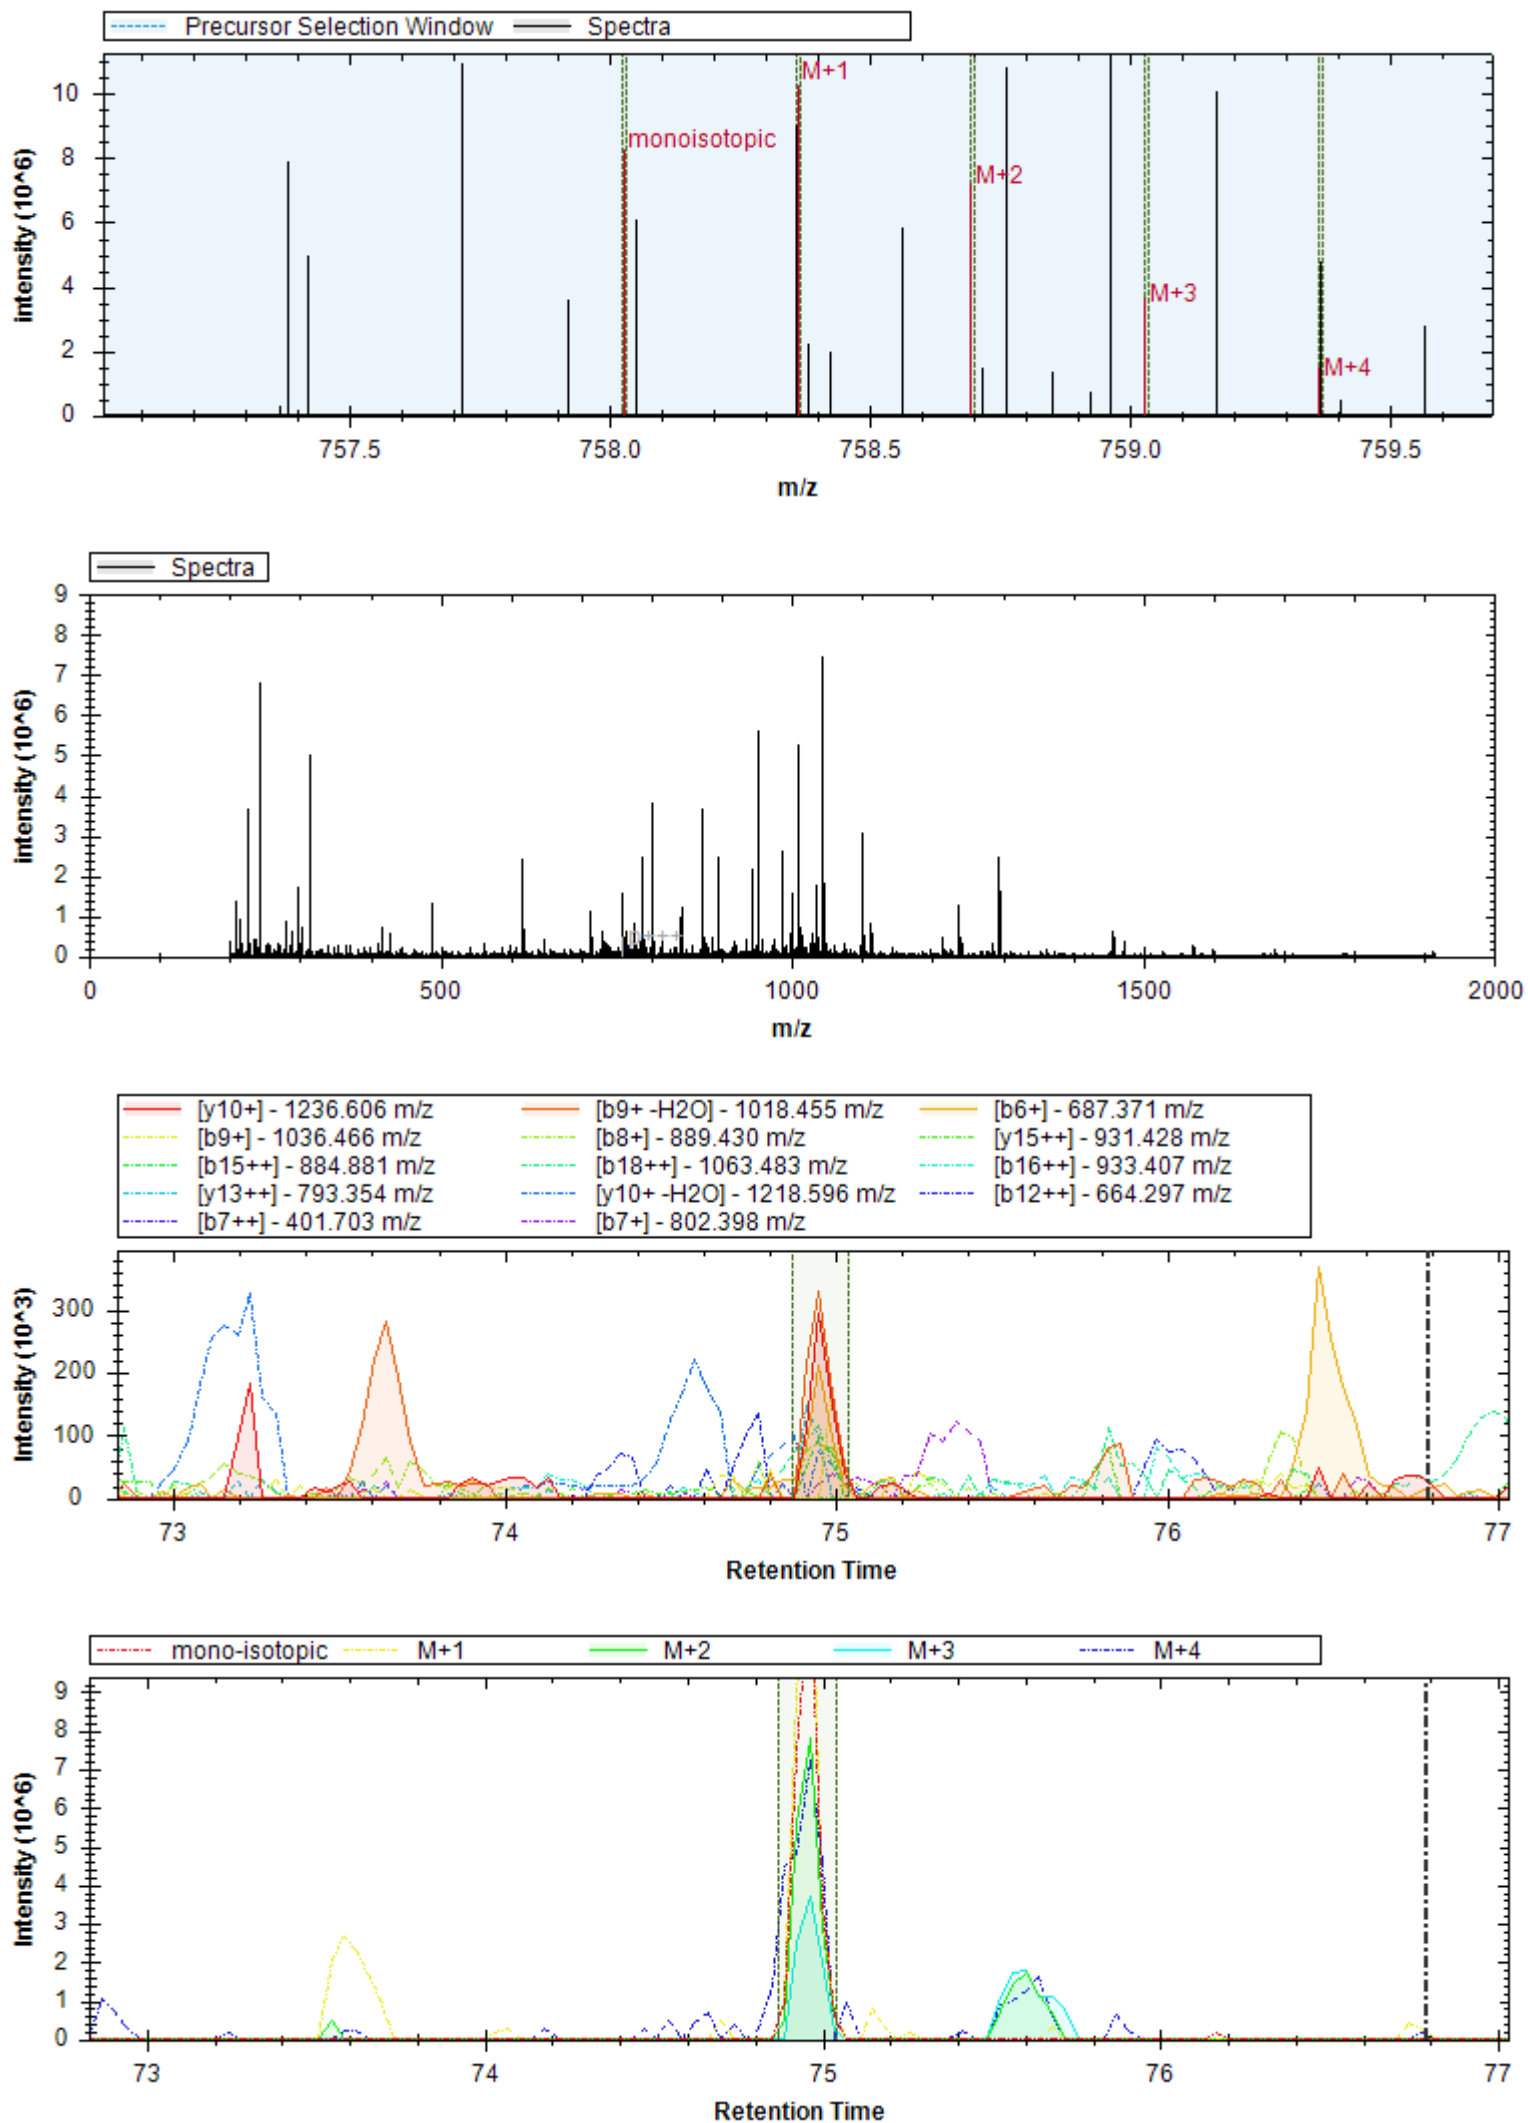 Precursor Selection Window Spectra
10
8
6
4
2
0
intensity (10^6)
monoisotopic
M+1
M+2
M+3
M+4
757.5 758.0 758.5 759.0 759.5
m/z
Spectra
9
8
7
6
5
4
3
2
1
0
intensity (10^6)
0 500 1000 1500 2000
m/z
[y10+] - 1236.606 m/z [b9+ -H2O] - 1018.455 m/z [b6+] - 687.371 m/z
[b9+] - 1036.466 m/z [b8+] - 889.430 m/z [y15++] - 931.428 m/z
[b15++] - 884.881 m/z [b18++] - 1063.483 m/z [b16++] - 933.407 m/z
[y13++] - 793.354 m/z [y10+ -H2O] - 1218.596 m/z [b12++] - 664.297 m/z
[b7++] - 401.703 m/z [b7+] - 802.398 m/z
300
200
100
0
Intensity (10^3)
73 74 75 76 77
Retention Time
mono-isotopic M+1 M+2 M+3 M+4
9
8
7
6
5
4
3
2
1
0
Intensity (10^6)
73 74 75 76 77
Retention Time